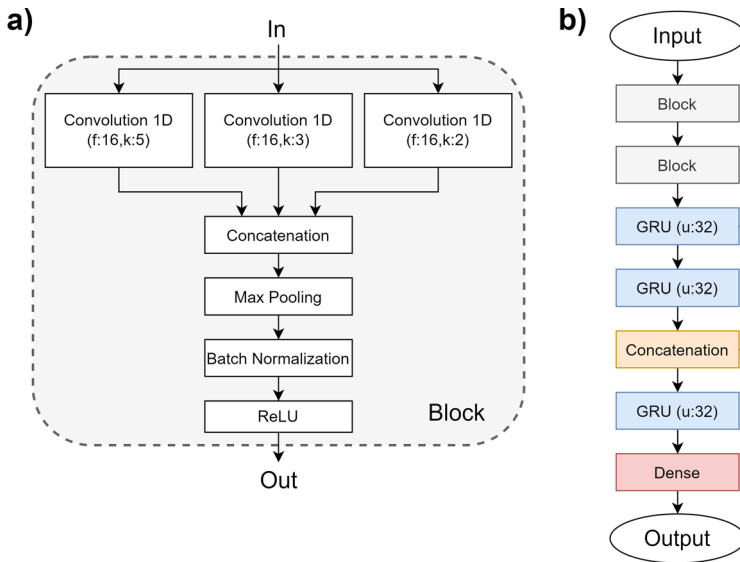 a)
In
Convolution 1D
(f:16,k:5)
Convolution 1D
(f:16,k:3)
Convolution 1D
(f:16,k:2)
Concatenation
Max Pooling
Batch Normalization
ReLU
Block
Out
b)
Input
Block
Block
GRU (u:32)
GRU (u:32)
Concatenation
GRU (u:32)
Dense
Output